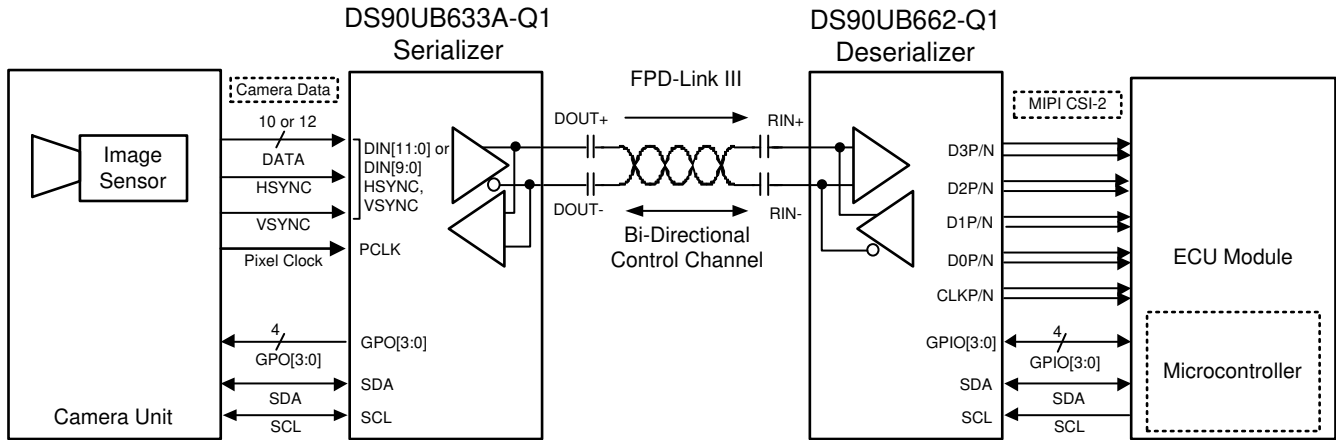 DS90UB633A-Q1
Serializer
DS90UB662-Q1
Deserializer
Camera Data
FPD-Link III
MIPI CSI-2
Image
Sensor
10 or 12
DATA
HSYNC
VSYNC
Pixel Clock
DIN[11:0] or
DIN[9:0]
HSYNC,
VSYNC
PCLK
DOUT+
DOUT-
RIN+
RIN-
Bi-Directional
Control Channel
D3P/N
D2P/N
D1P/N
D0P/N
CLKP/N
ECU Module
4
GPO[3:0]
GPO[3:0]
GPIO[3:0]
4
GPIO[3:0]
Microcontroller
Camera Unit
SDA
SCL
SDA
SCL
SDA
SCL
SDA
SCL